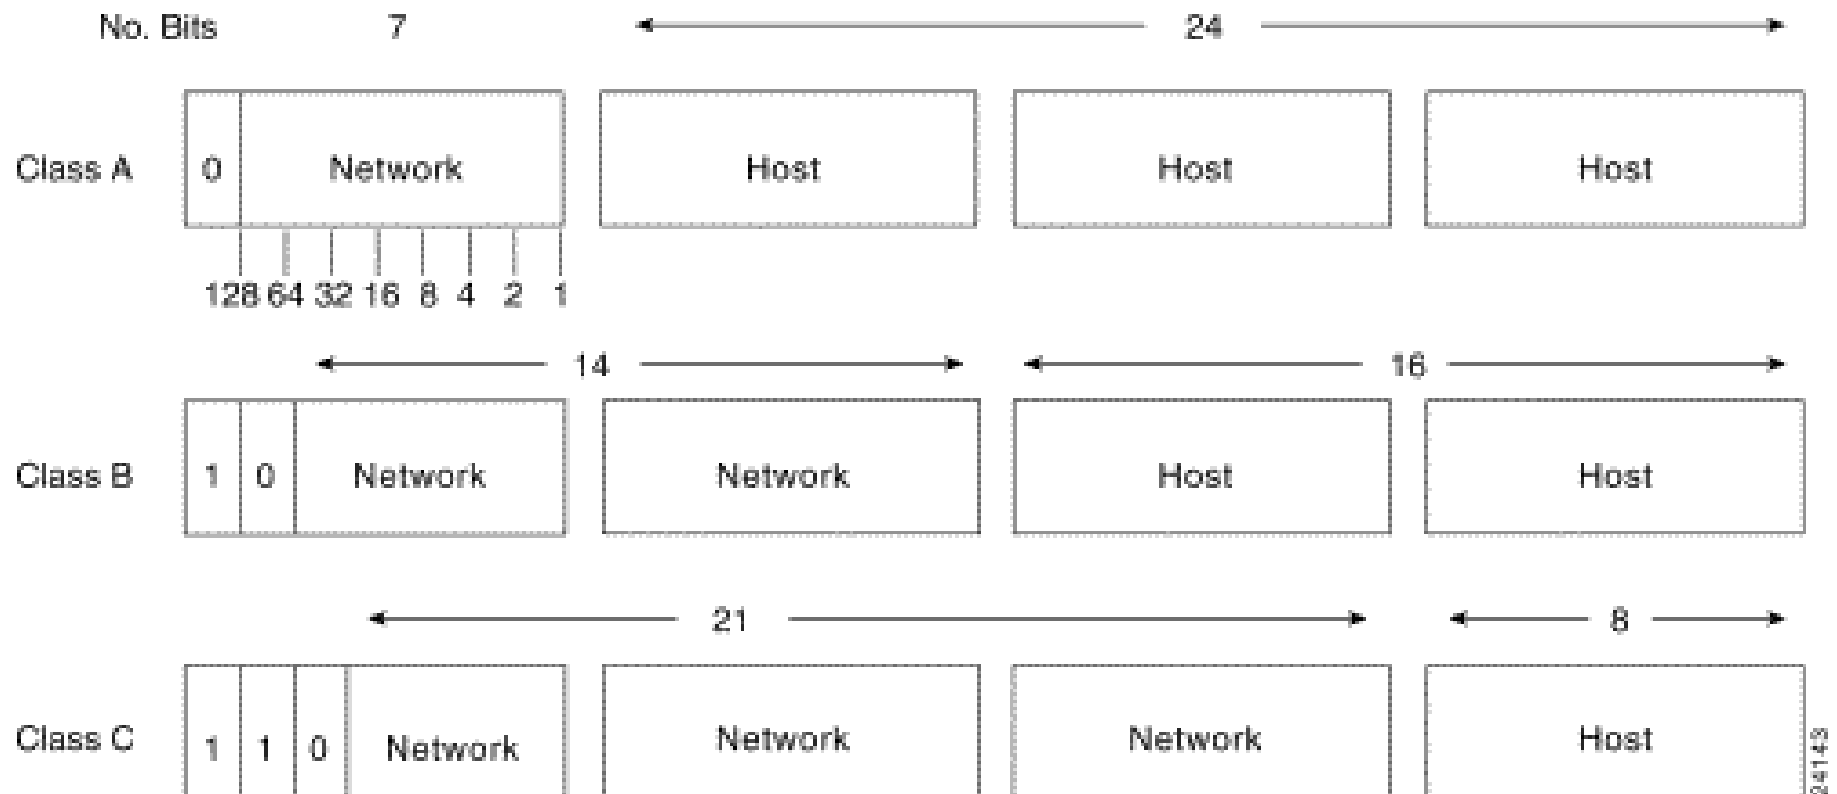 No. Bits 7 24
Class A 0 Network Host Host Host
128 64 32 16 8 4 2 1
14 16
Class B 1 0 Network Network Host Host
21 8
Class C 1 1 0 Network Network Network Host
24143